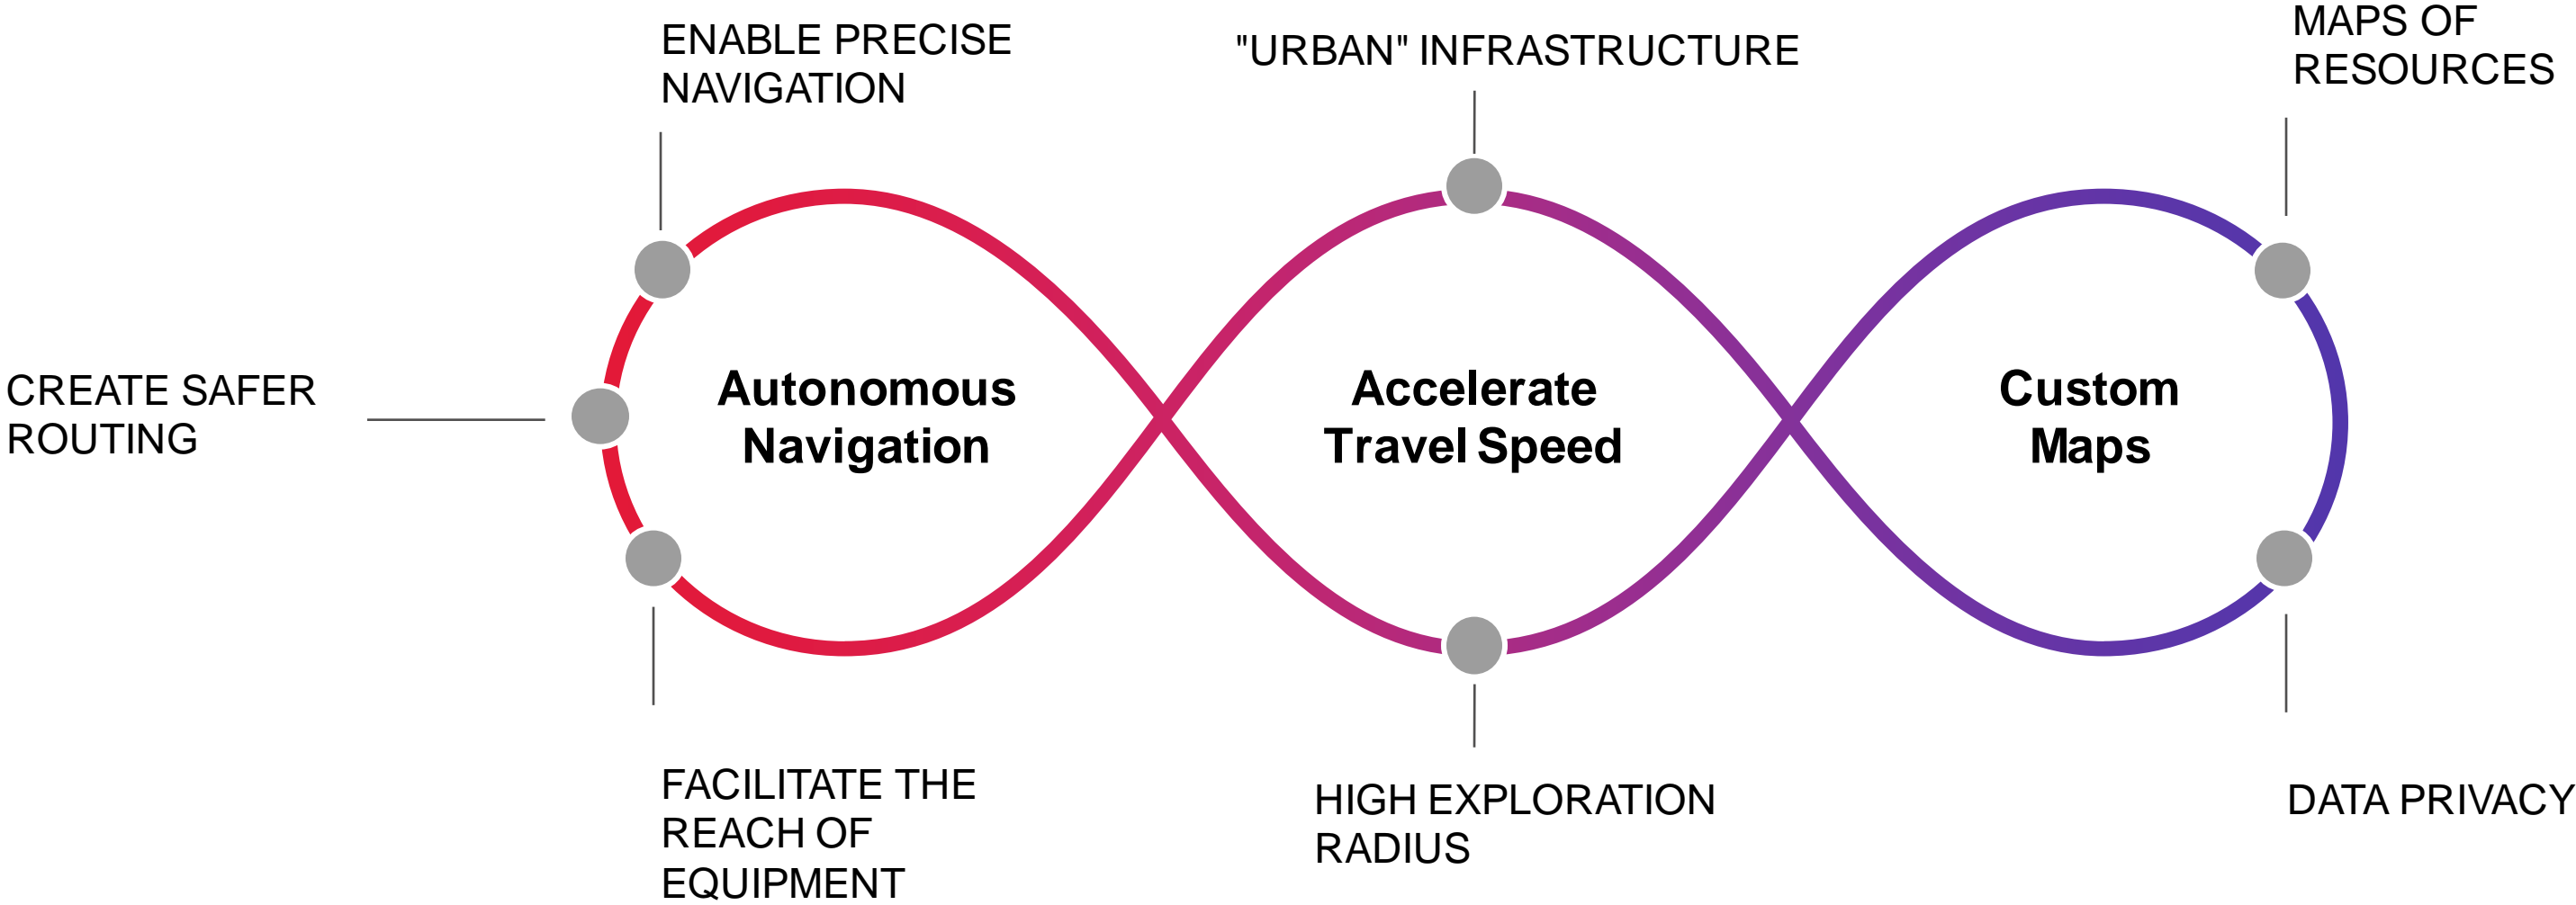 ENABLE PRECISE
NAVIGATION
"URBAN" INFRASTRUCTURE
MAPS OF
RESOURCES
CREATE SAFER
ROUTING
Autonomous
Navigation
Accelerate
Travel Speed
Custom
Maps
FACILITATE THE
REACH OF
EQUIPMENT
HIGH EXPLORATION
RADIUS
DATA PRIVACY